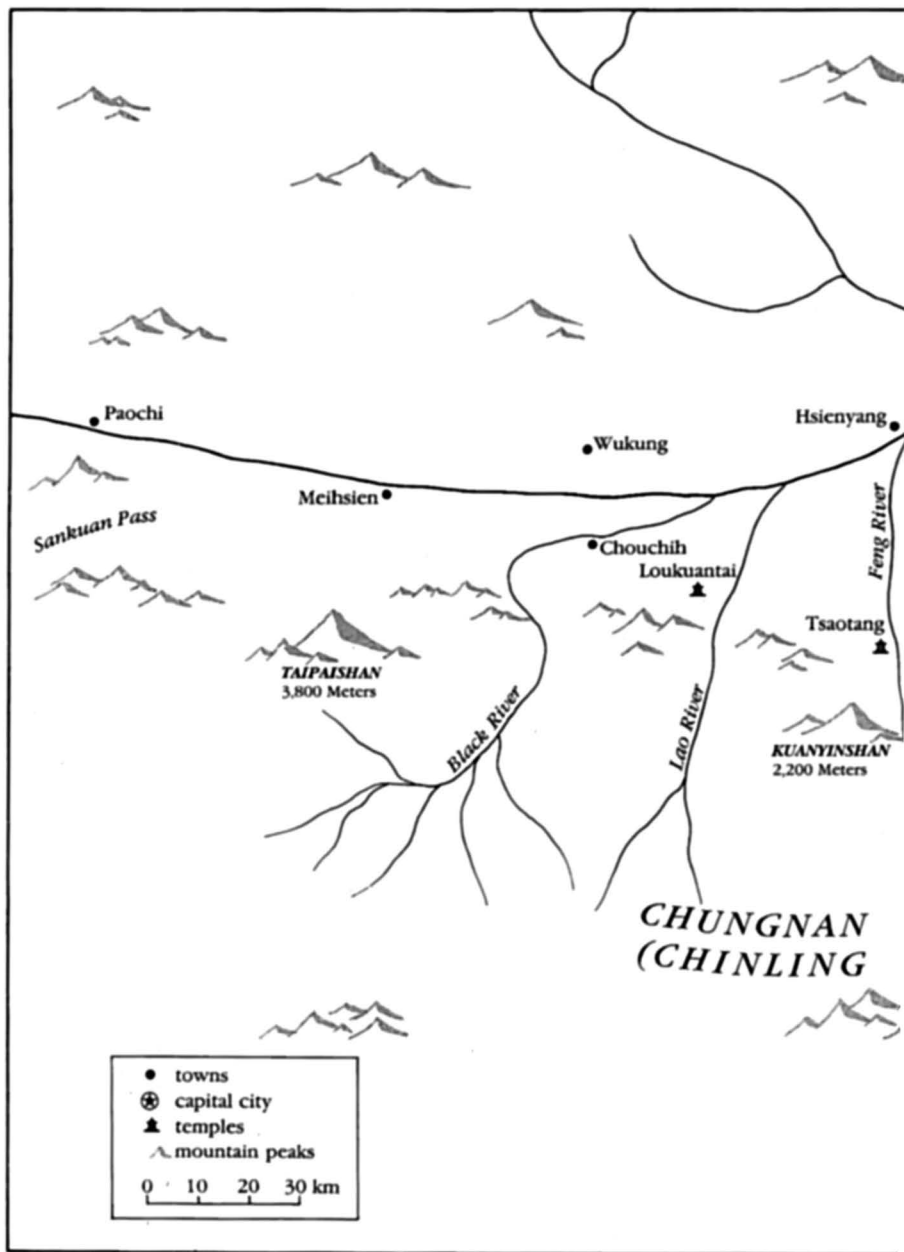 Paochi
Hsienyang
Wukung
Meihsien
Sankuan Pass
Chouchih
Loukuantai
Feng River
Tsaotang
TAIPAISHAN
3,800 Meters
Black River
Lao River
KUANYINSHAN
2,200 Meters
CHUNGNAN
(CHINLING
towns
capital city
temples
mountain peaks
0 10 20 30 km